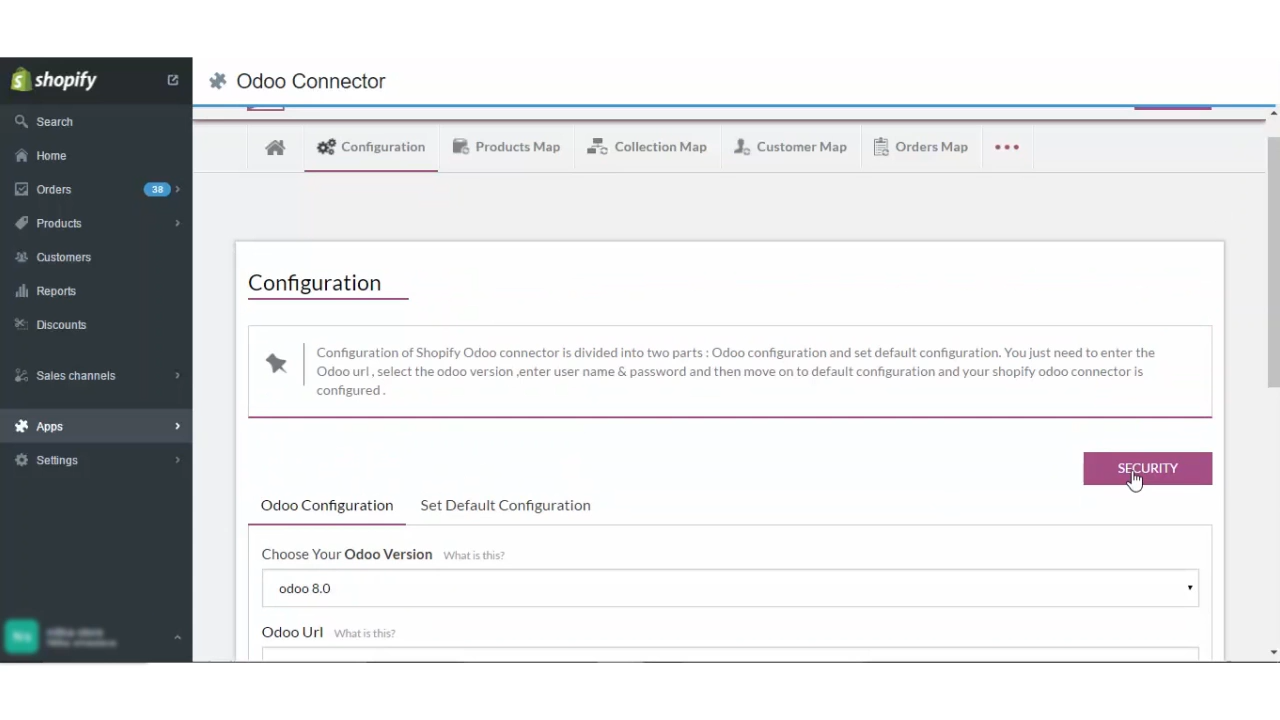 shopify
Odoo Connector
Search
Home
Orders 38
Products
Customers
Reports
Discounts
Sales channels
Apps
Settings
Configuration
Products Map
Collection Map
Customer Map
Orders Map
Configuration
Configuration of Shopify Odoo connector is divided into two parts : Odoo configuration and set default configuration. You just need to enter the
Odoo url , select the odoo version ,enter user name & password and then move on to default configuration and your shopify odoo connector is
configured .
SECURITY
Odoo Configuration
Set Default Configuration
Choose Your Odoo Version What is this?
odoo 8.0
Odoo Url What is this?